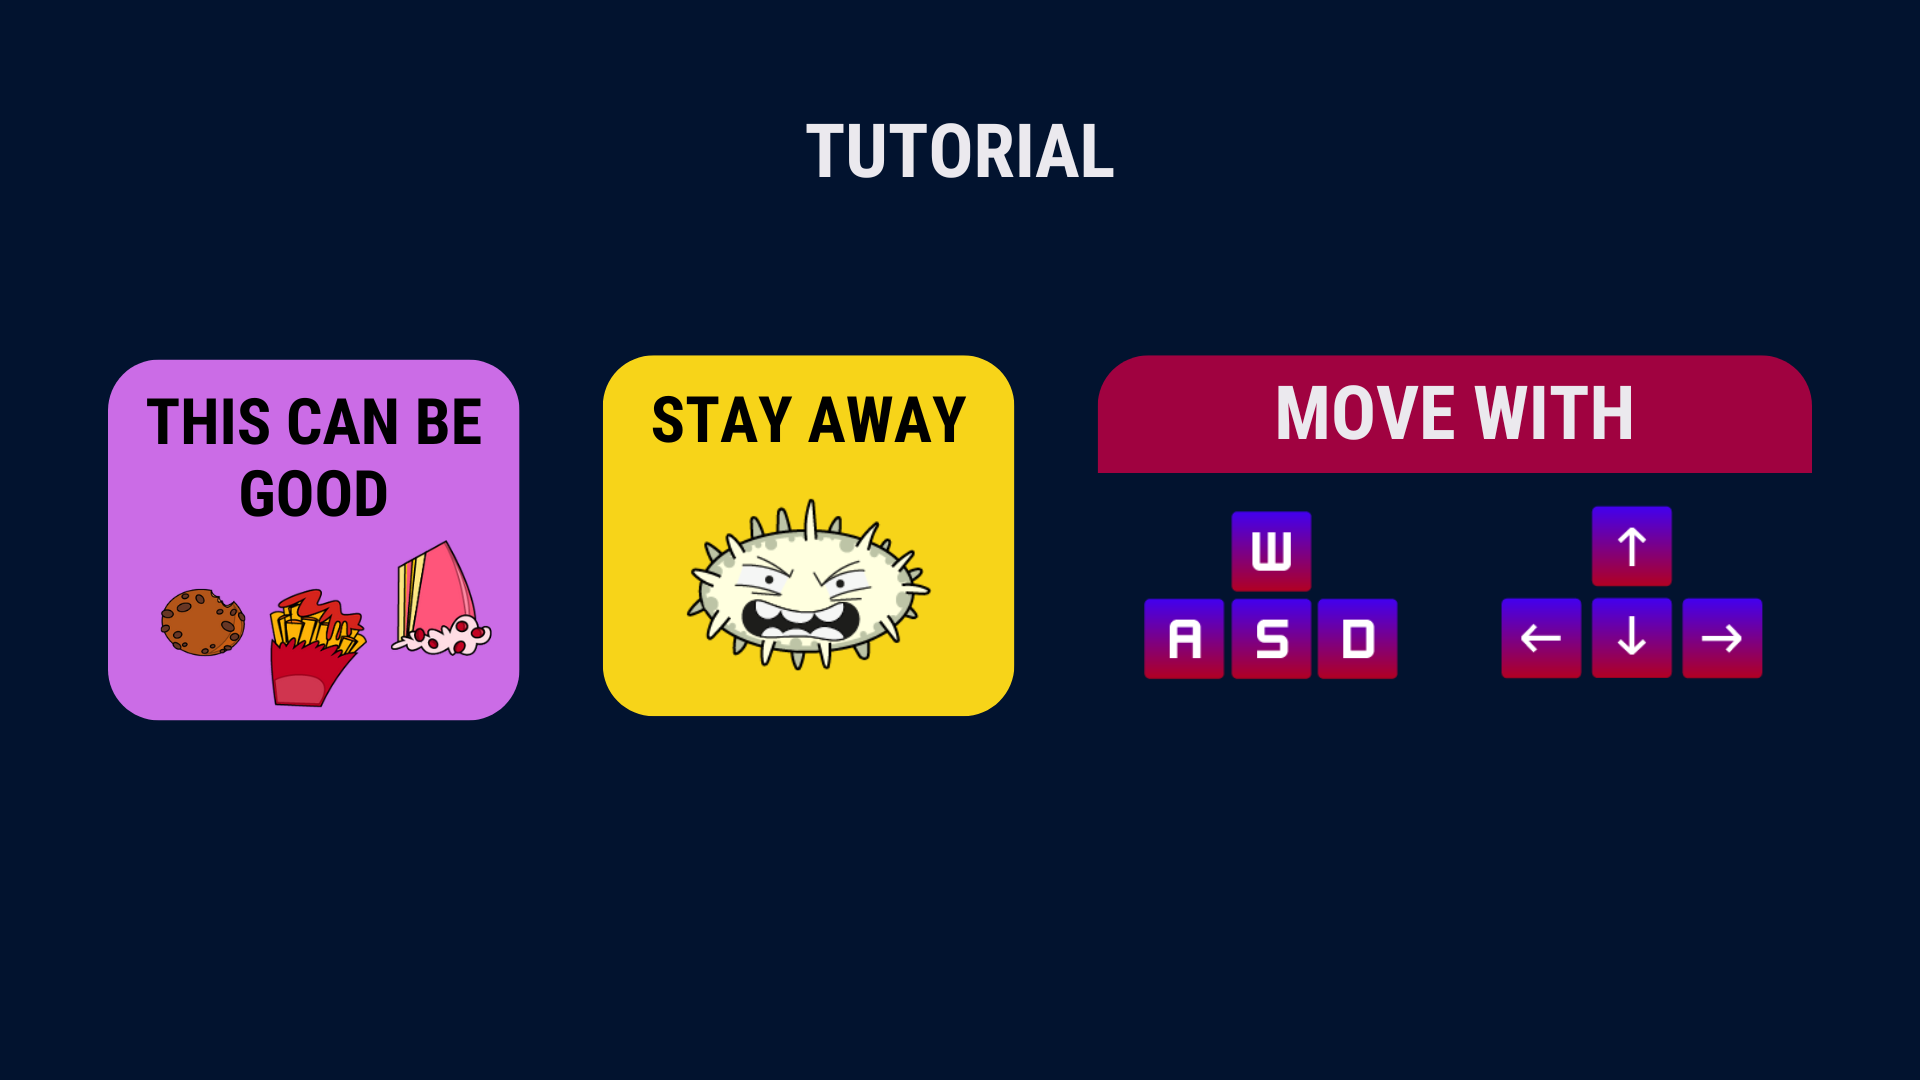 TUTORIAL
THIS CAN BE
GOOD
STAY AWAY
MOVE WITH
W
A S D
↑
← ↓ →